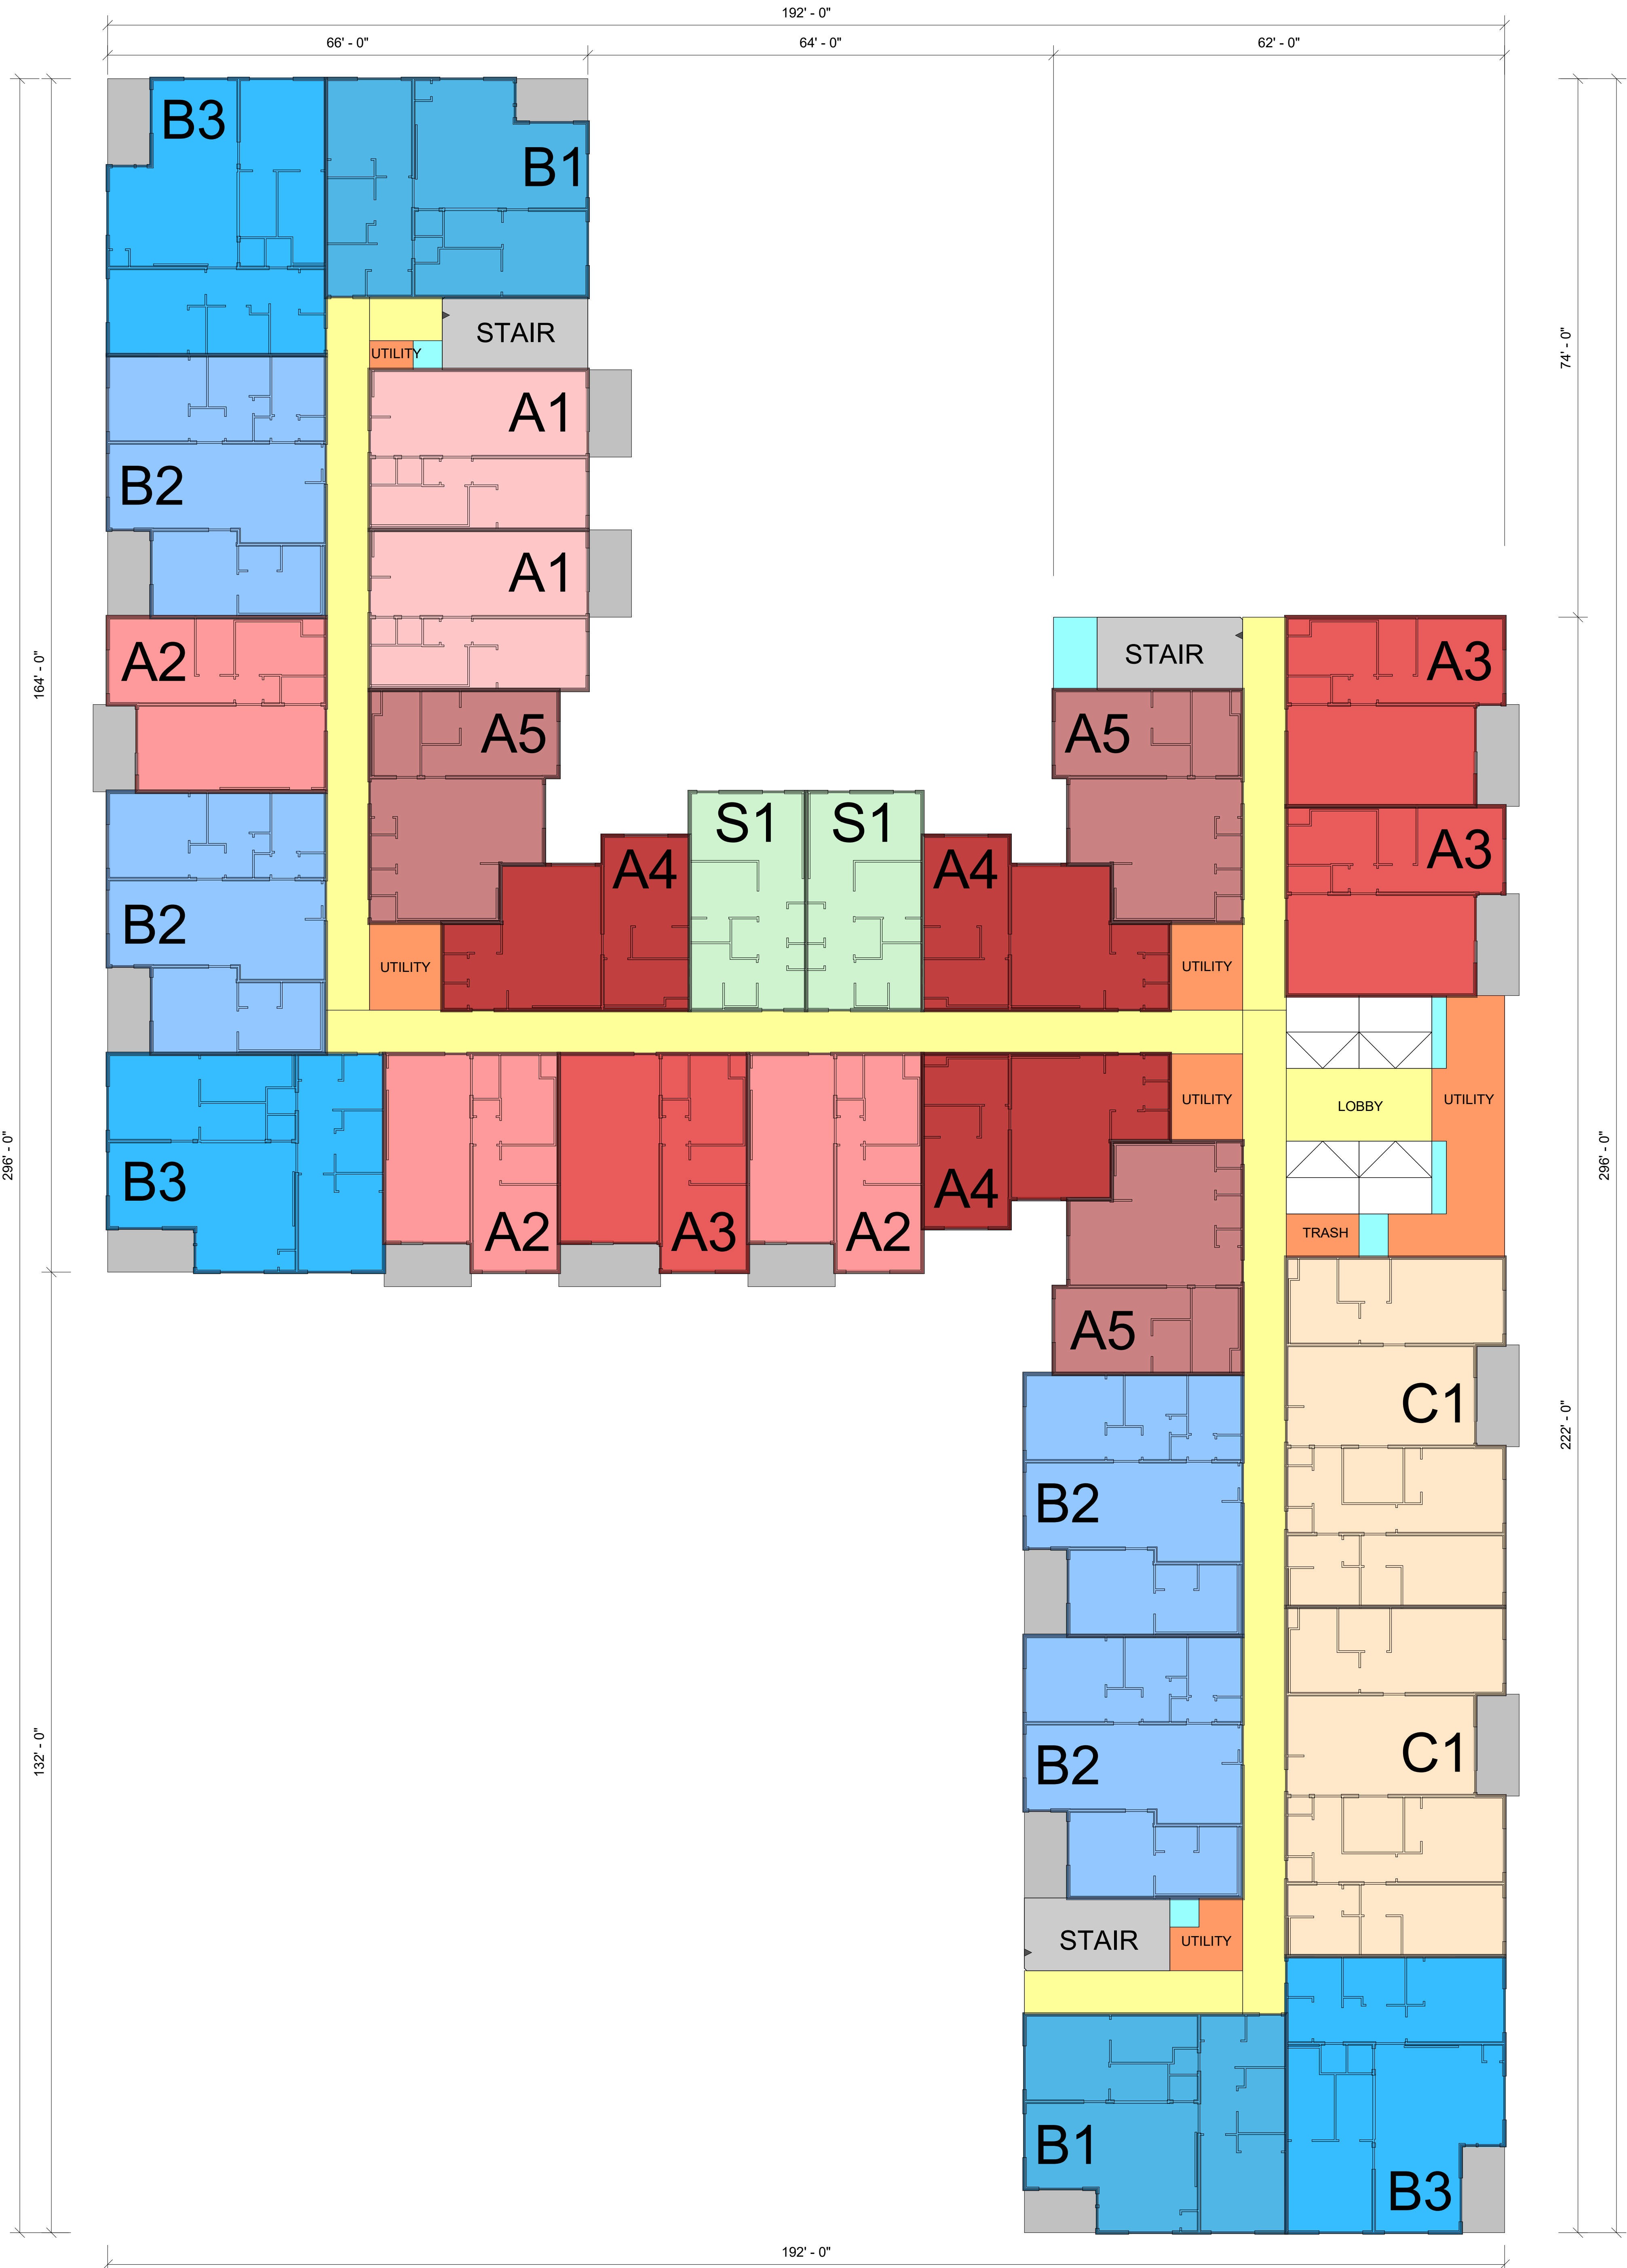 192' - 0"
66' - 0"
64' - 0"
62' - 0"
B3
B1
STAIR
UTILITY
74' - 0"
A1
B2
A1
STAIR
164' - 0"
A2
A3
A5
A5
S1
S1
A3
A4
A4
B2
UTILITY
UTILITY
UTILITY
LOBBY
UTILITY
296' - 0"
296' - 0"
B3
A4
A2
A3
A2
TRASH
A5
C1
222' - 0"
B2
132' - 0"
C1
B2
STAIR
UTILITY
B1
B3
192' - 0"